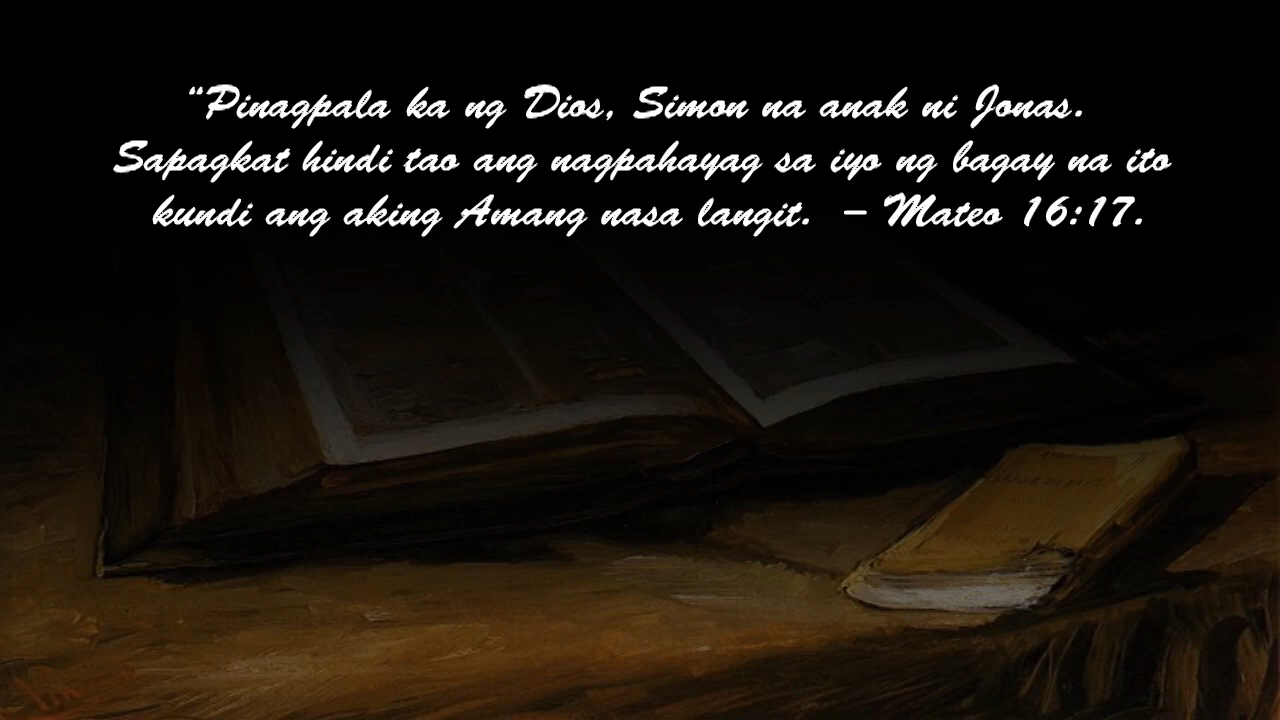 “Pinagpala ka ng Dios, Simon na anak ni Jonas.
Sapagkat hindi tao ang nagpahayag sa iyo ng bagay na ito
kundi ang aking Amang nasa langit.  – Mateo 16:17.